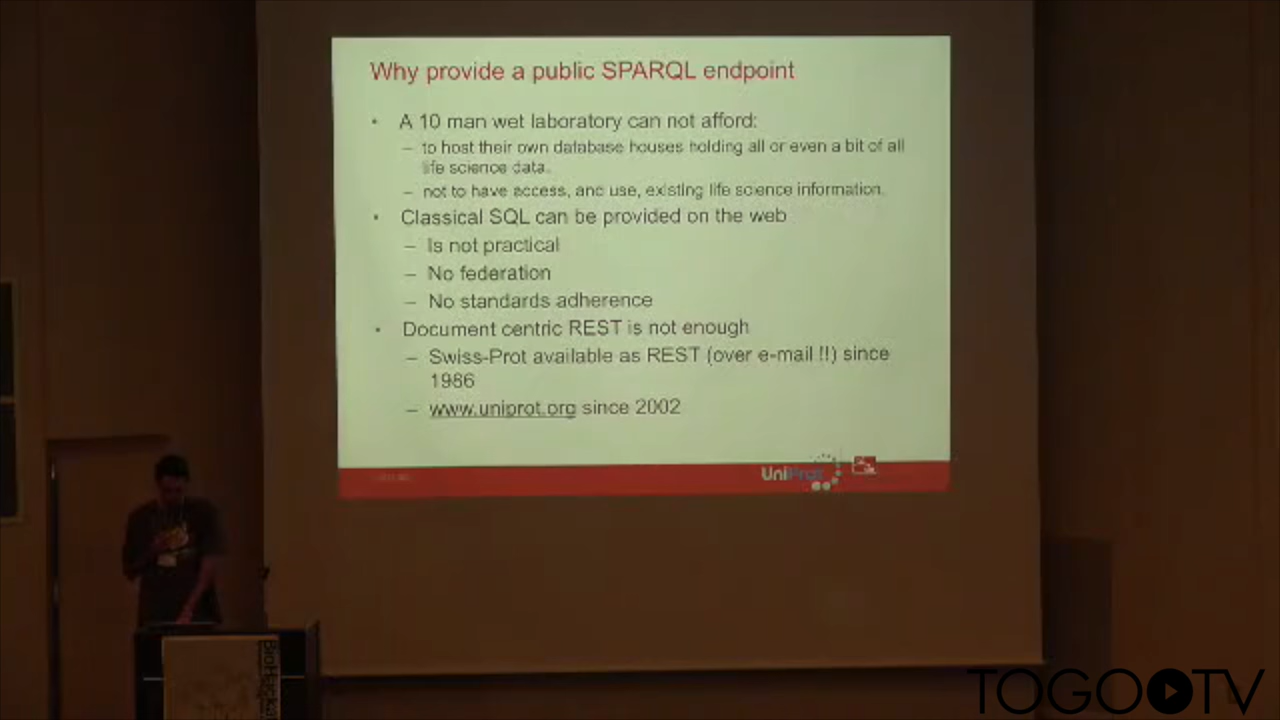 Why provide a public SPARQL endpoint
• A 10 man wet laboratory can not afford:
– to host their own database houses holding all or even a bit of all
life science data.
– not to have access, and use, existing life science information.
• Classical SQL can be provided on the web
– Is not practical
– No federation
– No standards adherence
• Document centric REST is not enough
– Swiss-Prot available as REST (over e-mail !!) since
1986
– www.uniprot.org since 2002
UniProt
BioHacka
TOGO TV